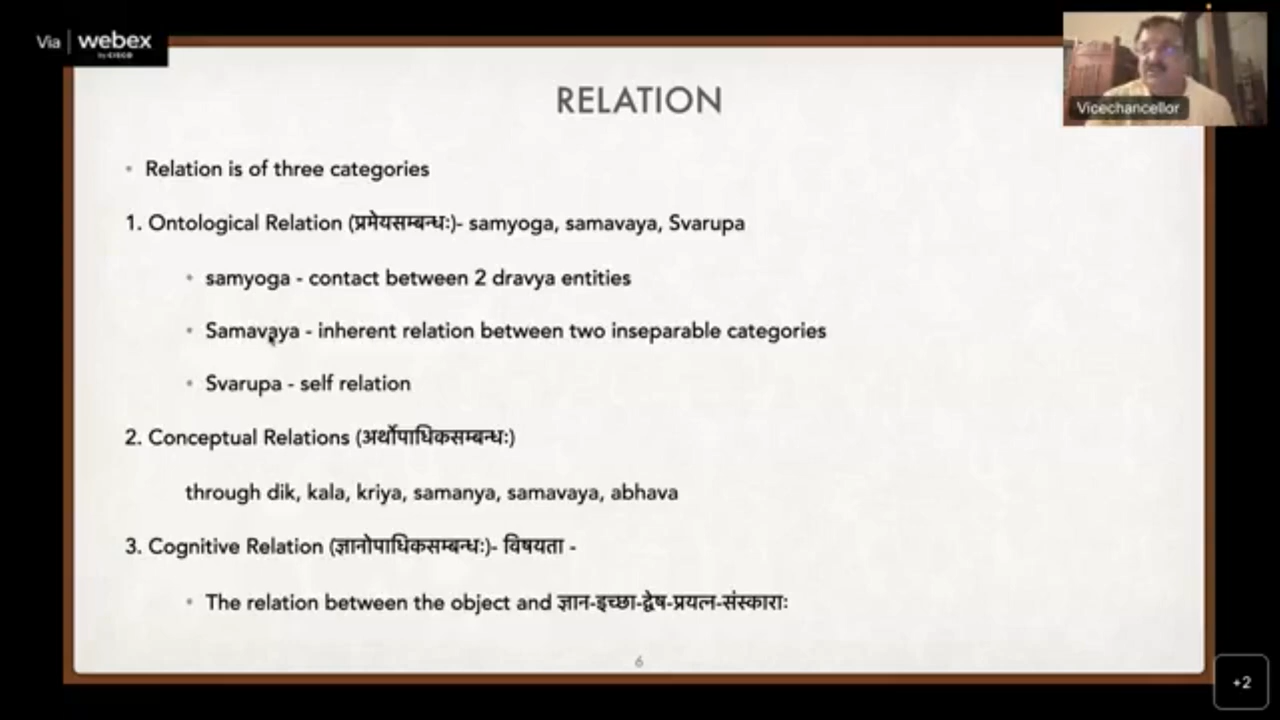 Via webex
by CISCO
Vicechancellor
RELATION
• Relation is of three categories
1. Ontological Relation (प्रमेयसम्बन्धः)- samyoga, samavaya, Svarupa
• samyoga - contact between 2 dravya entities
• Samavaya - inherent relation between two inseparable categories
• Svarupa - self relation
2. Conceptual Relations (अर्थोपाधिकसम्बन्धः)
through dik, kala, kriya, samanya, samavaya, abhava
3. Cognitive Relation (ज्ञानोपाधिकसम्बन्धः)- विषयता -
• The relation between the object and ज्ञान-इच्छा-द्वेष-प्रयत्न-संस्काराः
6
+2